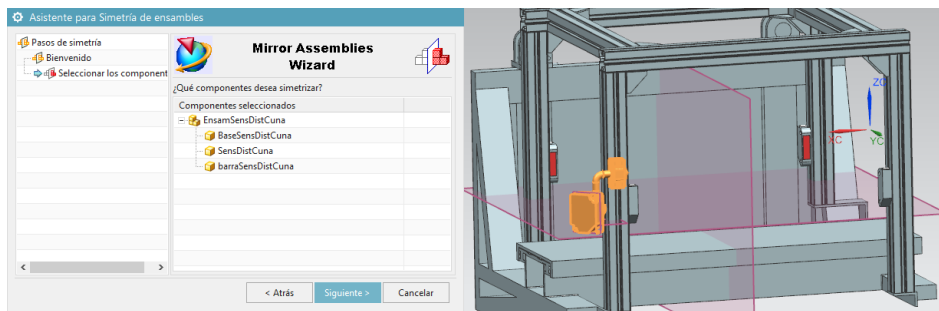 Asistente para Simetría de ensambles
Pasos de simetría
Bienvenido
Seleccionar los component
Mirror Assemblies
Wizard
¿Qué componentes desea simetrizar?
Componentes seleccionados
EnsamSensDistCuna
BaseSensDistCuna
SensDistCuna
barraSensDistCuna
< Atrás
Siguiente >
Cancelar
ZC
XC
YC